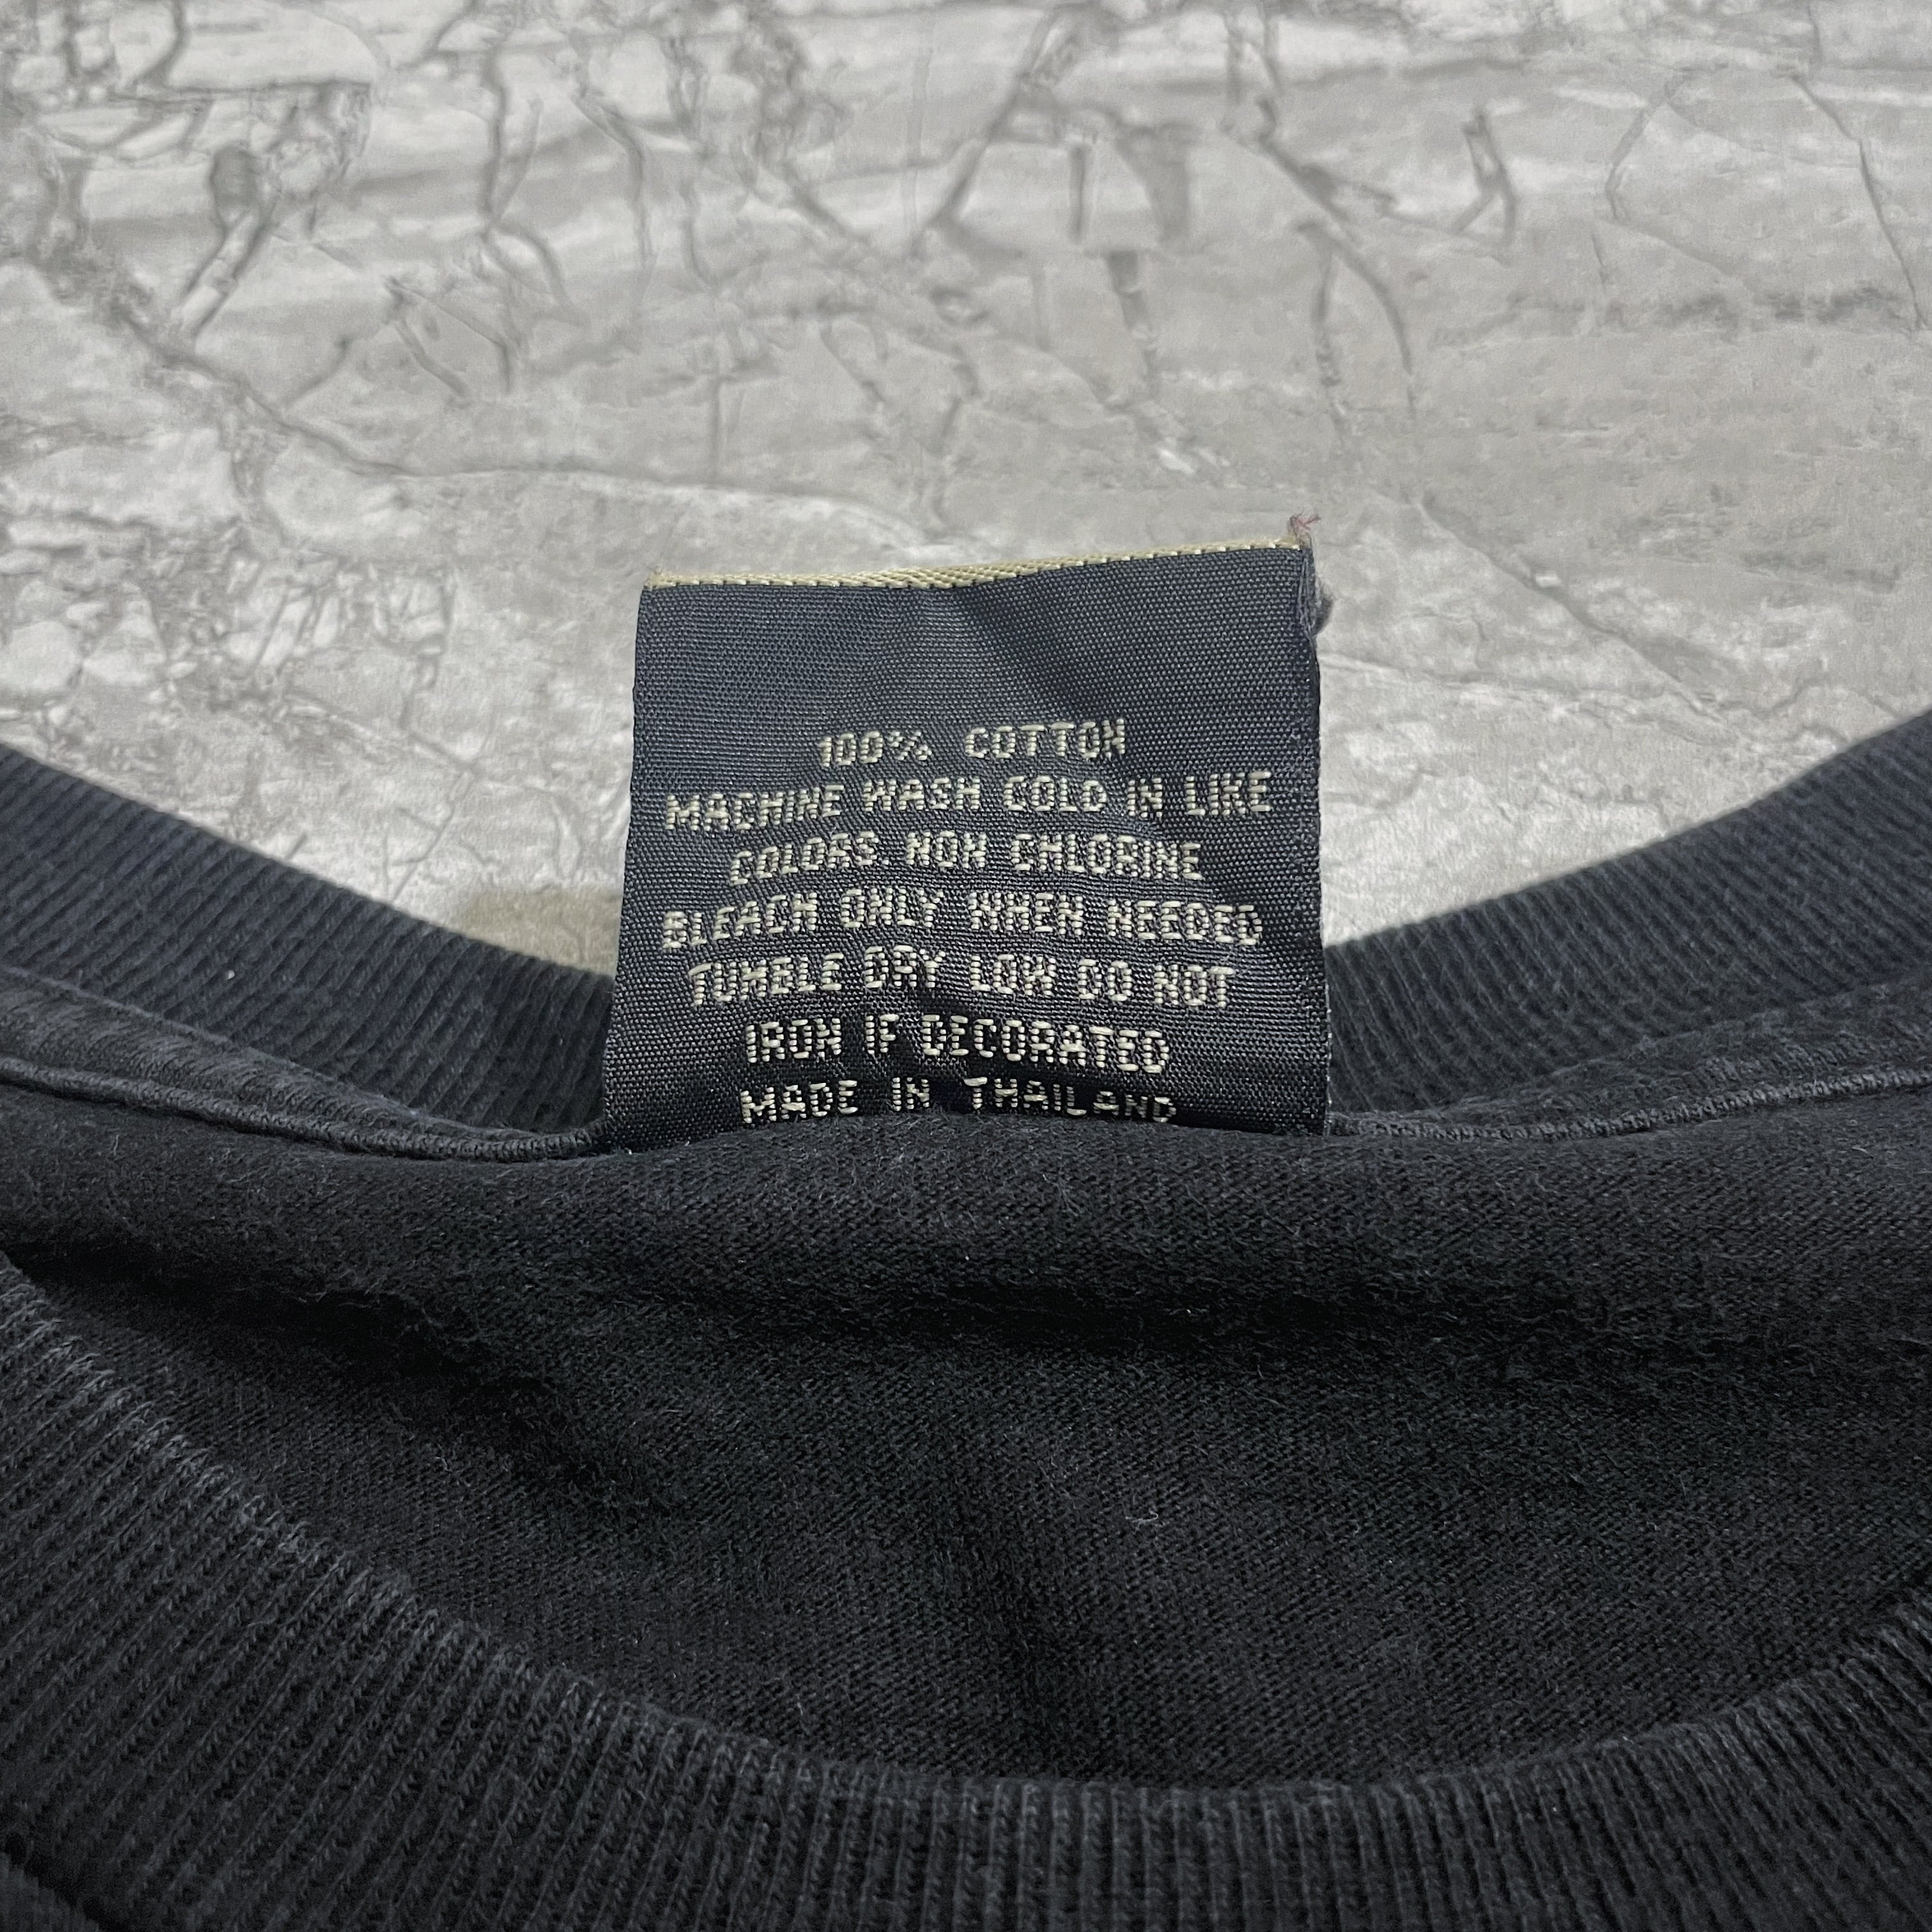 100% COTTON
MACHINE WASH COLD IN LIKE
COLORS NON CHLORINE
BLEACH ONLY WHEN NEEDED
TUMBLE DRY LOW DO NOT
IRON IF DECORATED
MADE IN THAILAND